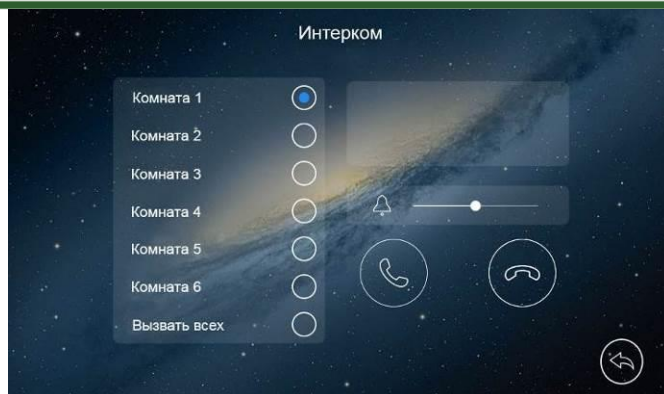 Интерком
Комната 1
Комната 2
Комната 3
Комната 4
Комната 5
Комната 6
Вызвать всех